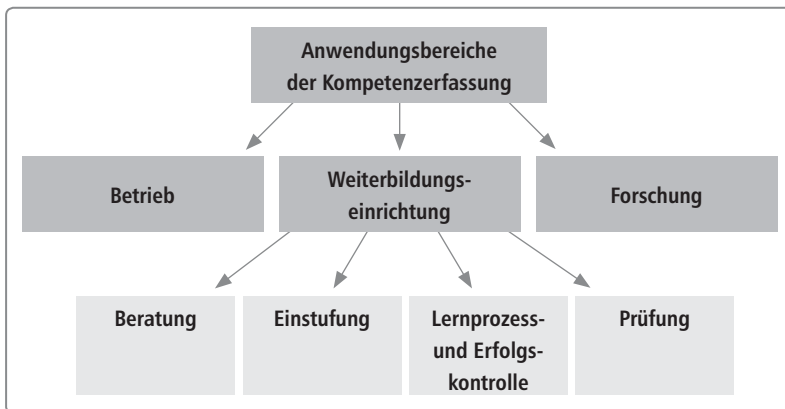 Anwendungsbereiche
der Kompetenzerfassung
Betrieb
Weiterbildungs-
einrichtung
Forschung
Beratung
Einstufung
Lernprozess-
und Erfolgs-
kontrolle
Prüfung